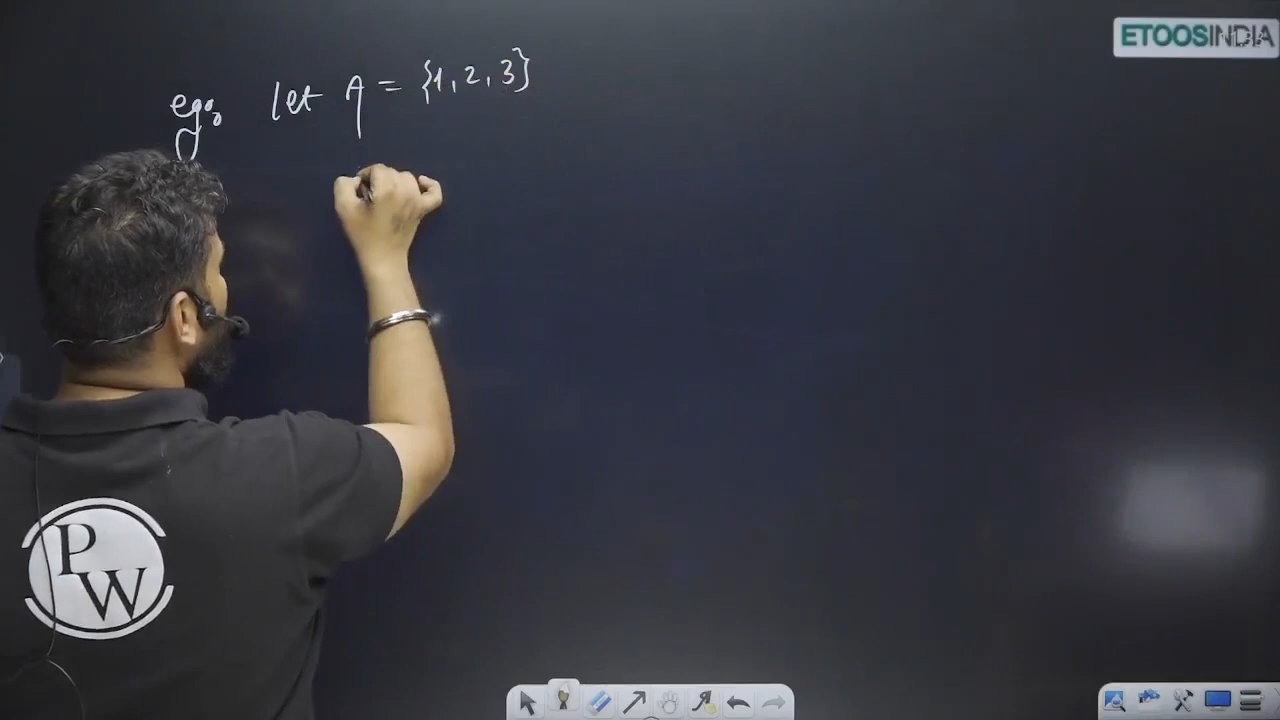 ETOOSINDIA
eg: let A = {1, 2, 3}
PW